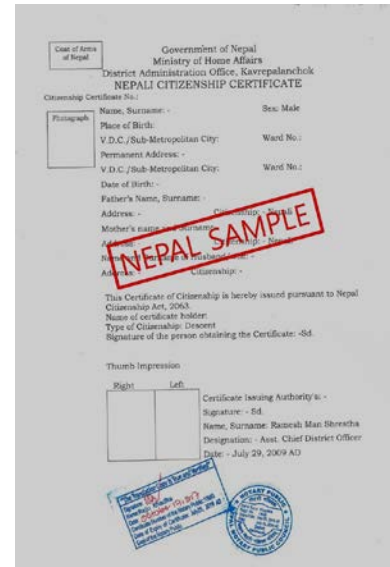 Coat of Arms
of Nepal
Government of Nepal
Ministry of Home Affairs
District Administration Office, Kavrepalanchok
NEPALI CITIZENSHIP CERTIFICATE
Citizenship Certificate No.:
Photograph
Name, Surname: - Sex: Male
Place of Birth:
V.D.C./Sub-Metropolitan City: Ward No.:
Permanent Address: -
V.D.C./Sub-Metropolitan City: Ward No.:
Date of Birth: -
Father's Name, Surname: -
Address: - Citizenship: - Nepali
Mother's name and Surname
Address: - Citizenship: - Nepali
Address: - Citizenship: -
NEPAL SAMPLE
This Certificate of Citizenship is hereby issued pursuant to Nepal
Citizenship Act, 2063.
Name of certificate holder:
Type of Citizenship: Descent
Signature of the person obtaining the Certificate: -Sd.
Thumb Impression
Right Left
Certificate Issuing Authority's: -
Signature: - Sd.
Name, Surname: Ramesh Man Shrestha
Designation: - Asst. Chief District Officer
Date: - July 29, 2009 AD
NOTARY PUBLIC COUNCIL